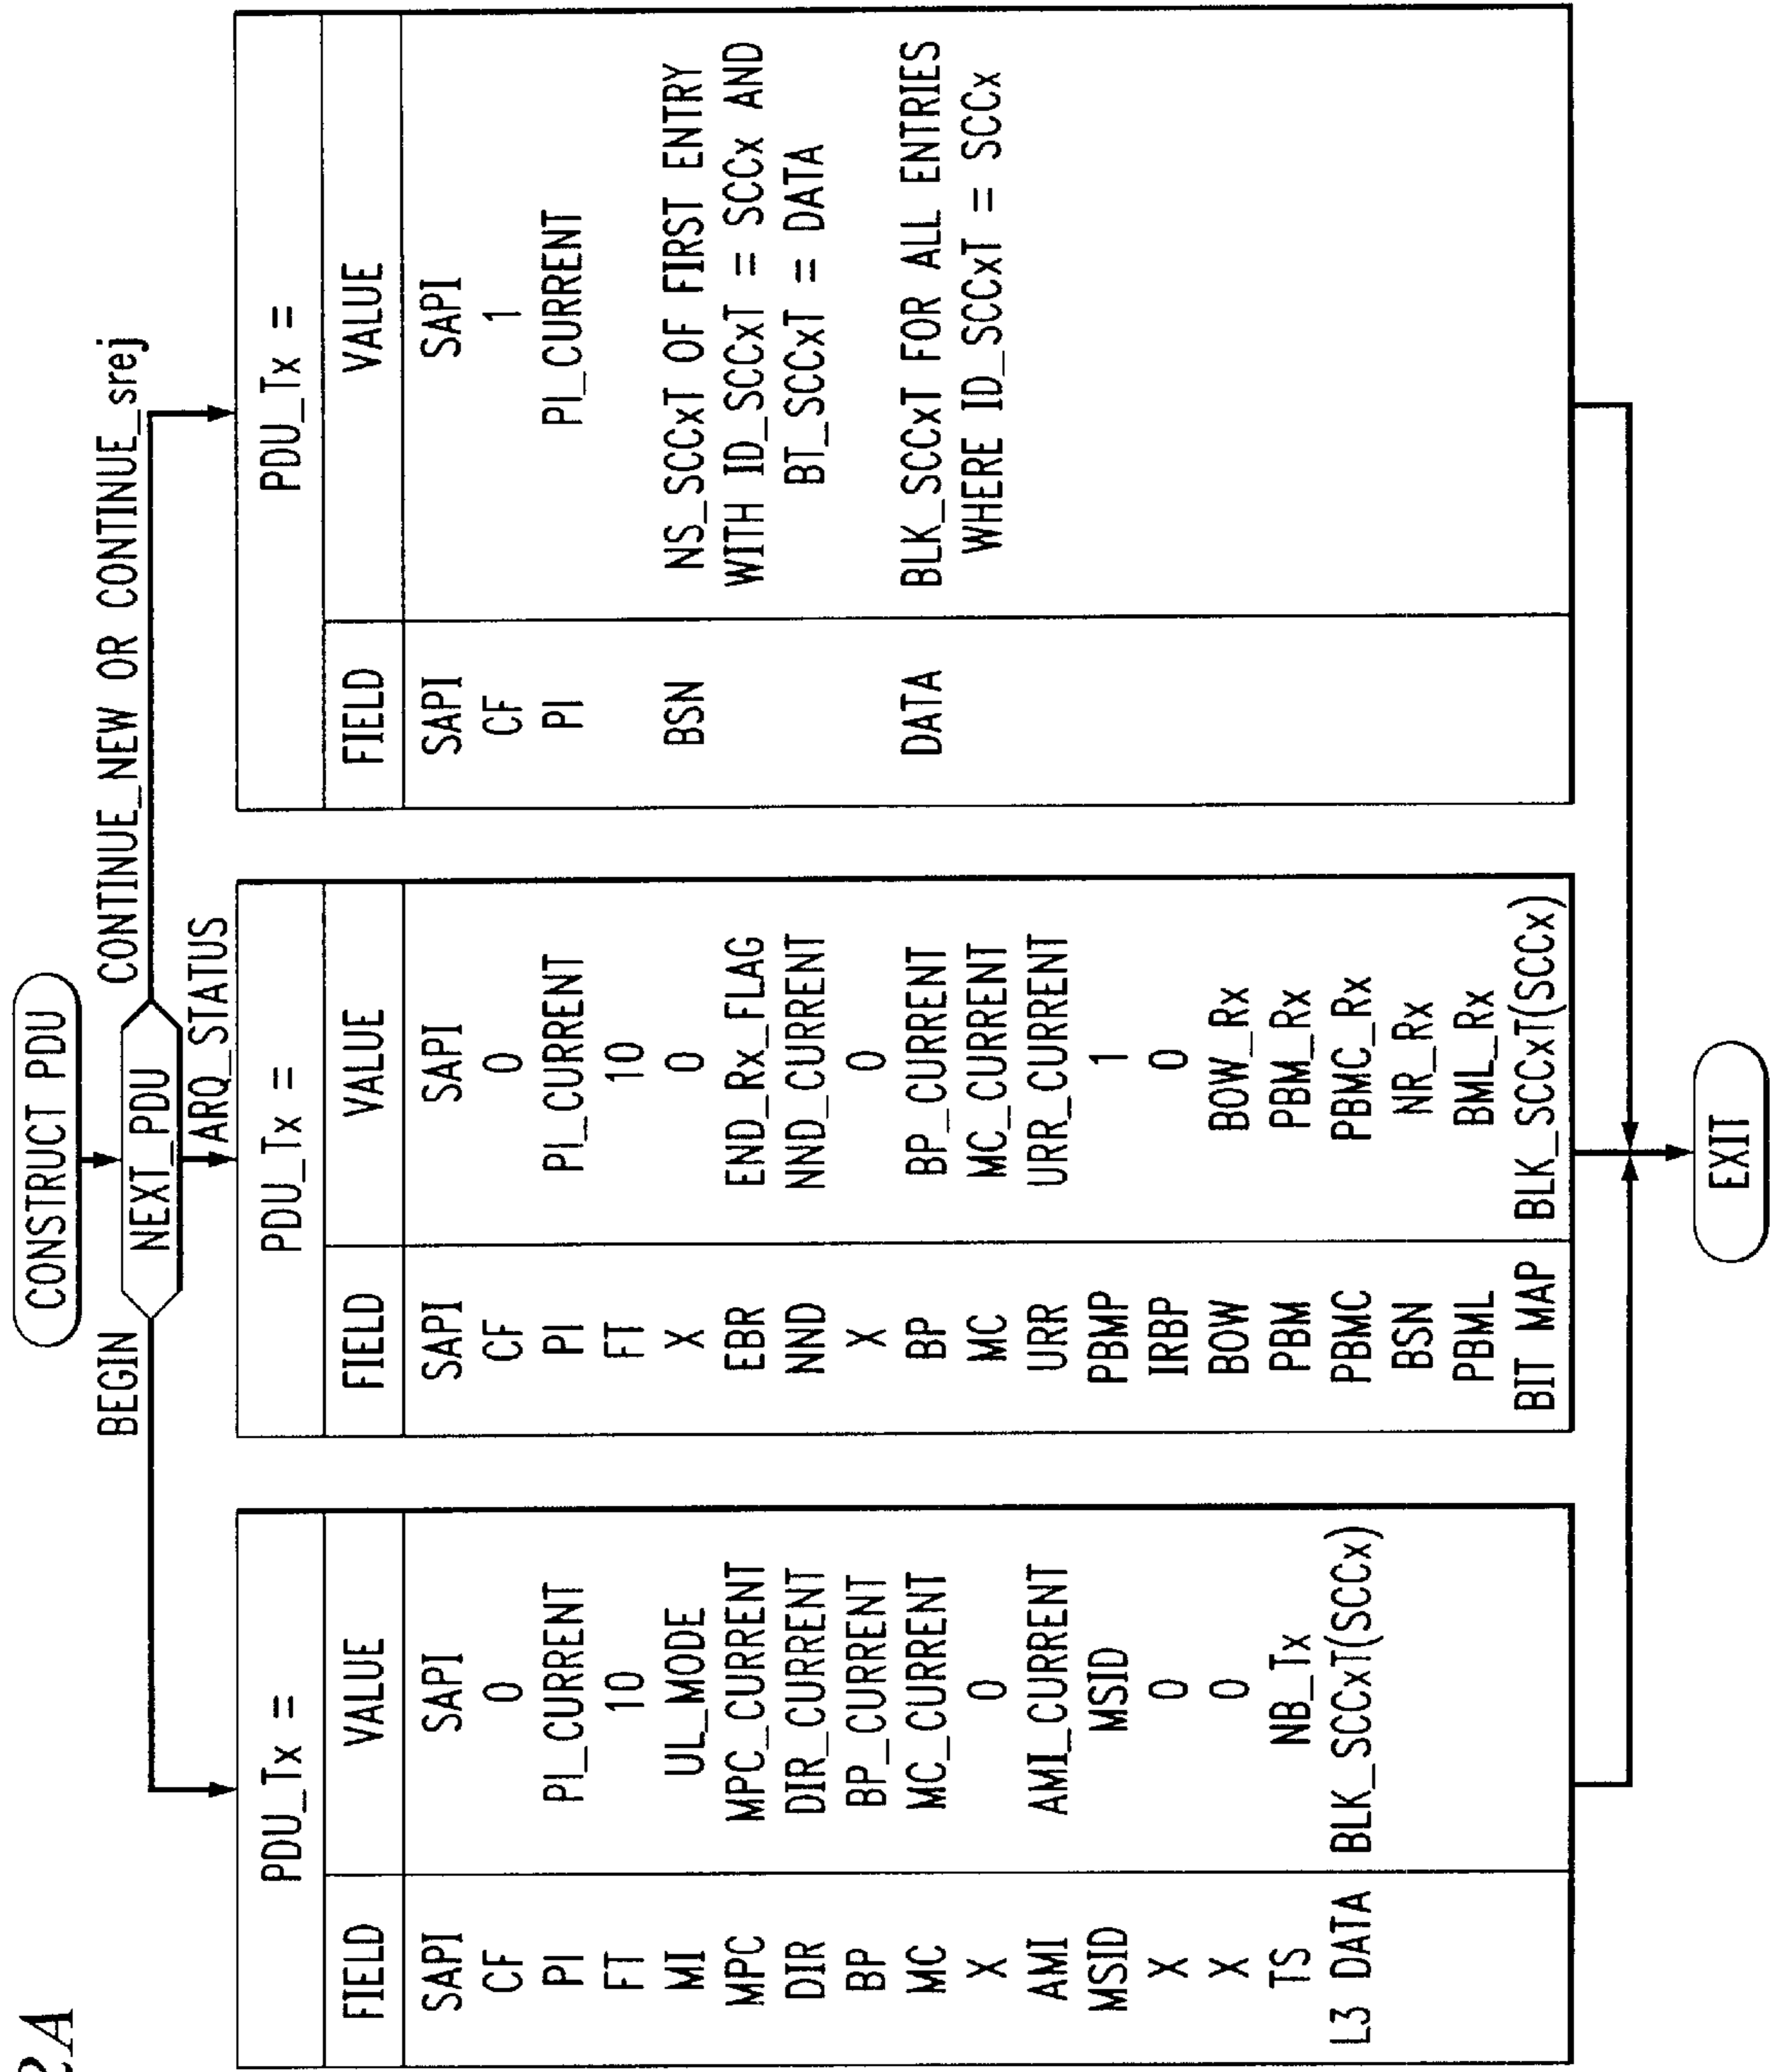 2A
CONSTRUCT PDU
NEXT_PDU
BEGIN
ARQ_STATUS
CONTINUE_NEW OR CONTINUE_srej
PDU_Tx =
FIELD VALUE
SAPI SAPI
CF 0
PI PI_CURRENT
FT 10
MI UL_MODE
MPC MPC_CURRENT
DIR DIR_CURRENT
BP BP_CURRENT
MC MC_CURRENT
X 0
AMI AMI_CURRENT
MSID MSID
X 0
X 0
TS NB_Tx
L3 DATA BLK_SCCxT(SCCx)
PDU_Tx =
FIELD VALUE
SAPI SAPI
CF 0
PI PI_CURRENT
FT 10
X 0
EBR END_Rx_FLAG
NND NND_CURRENT
X 0
BP BP_CURRENT
MC MC_CURRENT
URR URR_CURRENT
PBMP 1
IRBP 0
BOW BOW_Rx
PBM PBM_Rx
PBMC PBMC_Rx
BSN NR_Rx
PBML BML_Rx
BIT MAP BLK_SCCxT(SCCx)
PDU_Tx =
FIELD VALUE
SAPI SAPI
CF 1
PI PI_CURRENT
BSN NS_SCCxT OF FIRST ENTRY
WITH ID_SCCxT = SCCx AND
BT_SCCxT = DATA
DATA BLK_SCCxT FOR ALL ENTRIES
WHERE ID_SCCxT = SCCx
EXIT